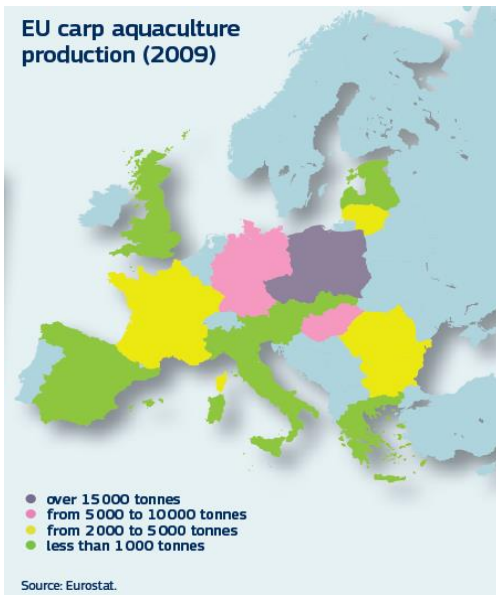 EU carp aquaculture
production (2009)
over 15 000 tonnes
from 5 000 to 10 000 tonnes
from 2 000 to 5 000 tonnes
less than 1 000 tonnes
Source: Eurostat.